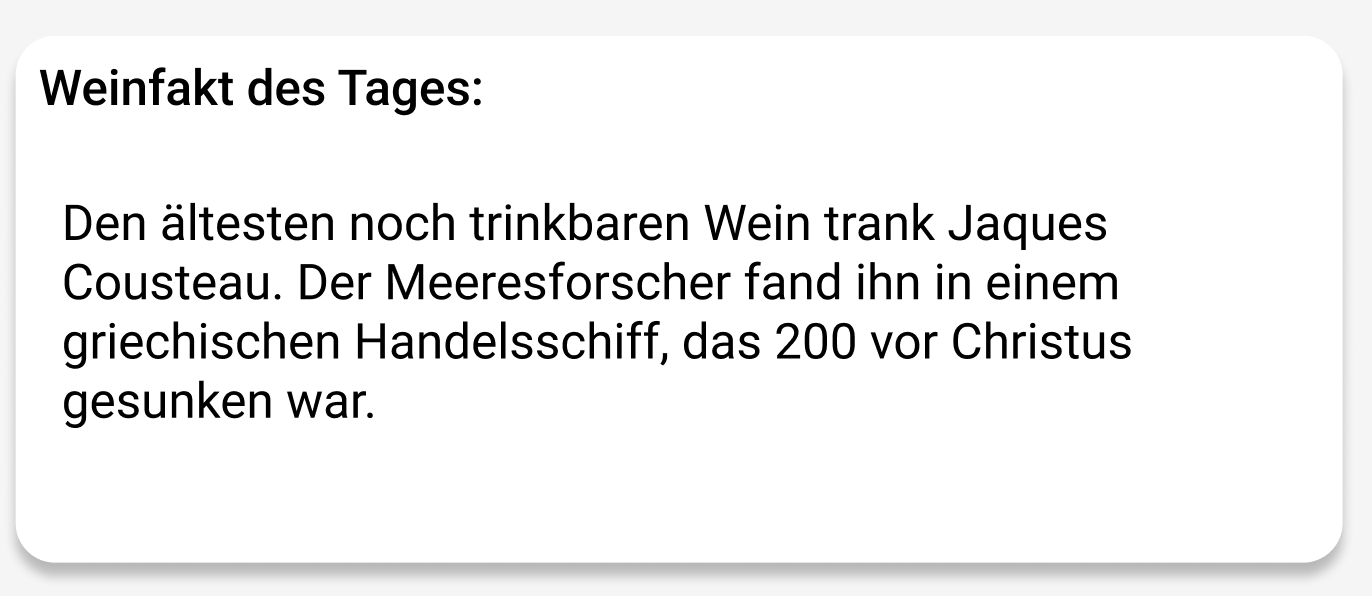 Weinfakt des Tages:
Den ältesten noch trinkbaren Wein trank Jaques
Cousteau. Der Meeresforscher fand ihn in einem
griechischen Handelsschiff, das 200 vor Christus
gesunken war.